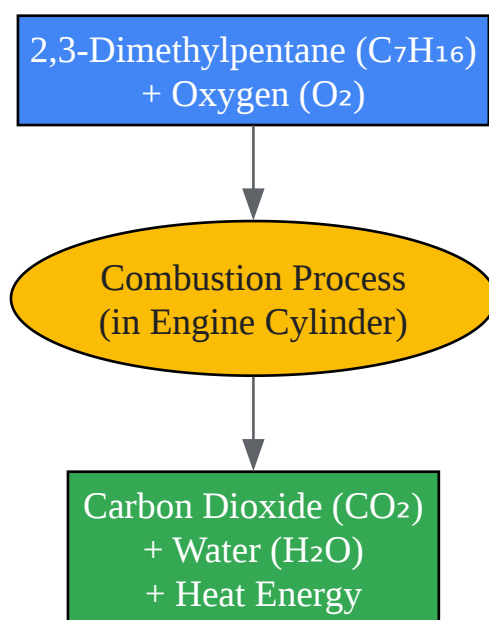 2,3-Dimethylpentane (C₇H₁₆)
+ Oxygen (O₂)
Combustion Process
(in Engine Cylinder)
Carbon Dioxide (CO₂)
+ Water (H₂O)
+ Heat Energy